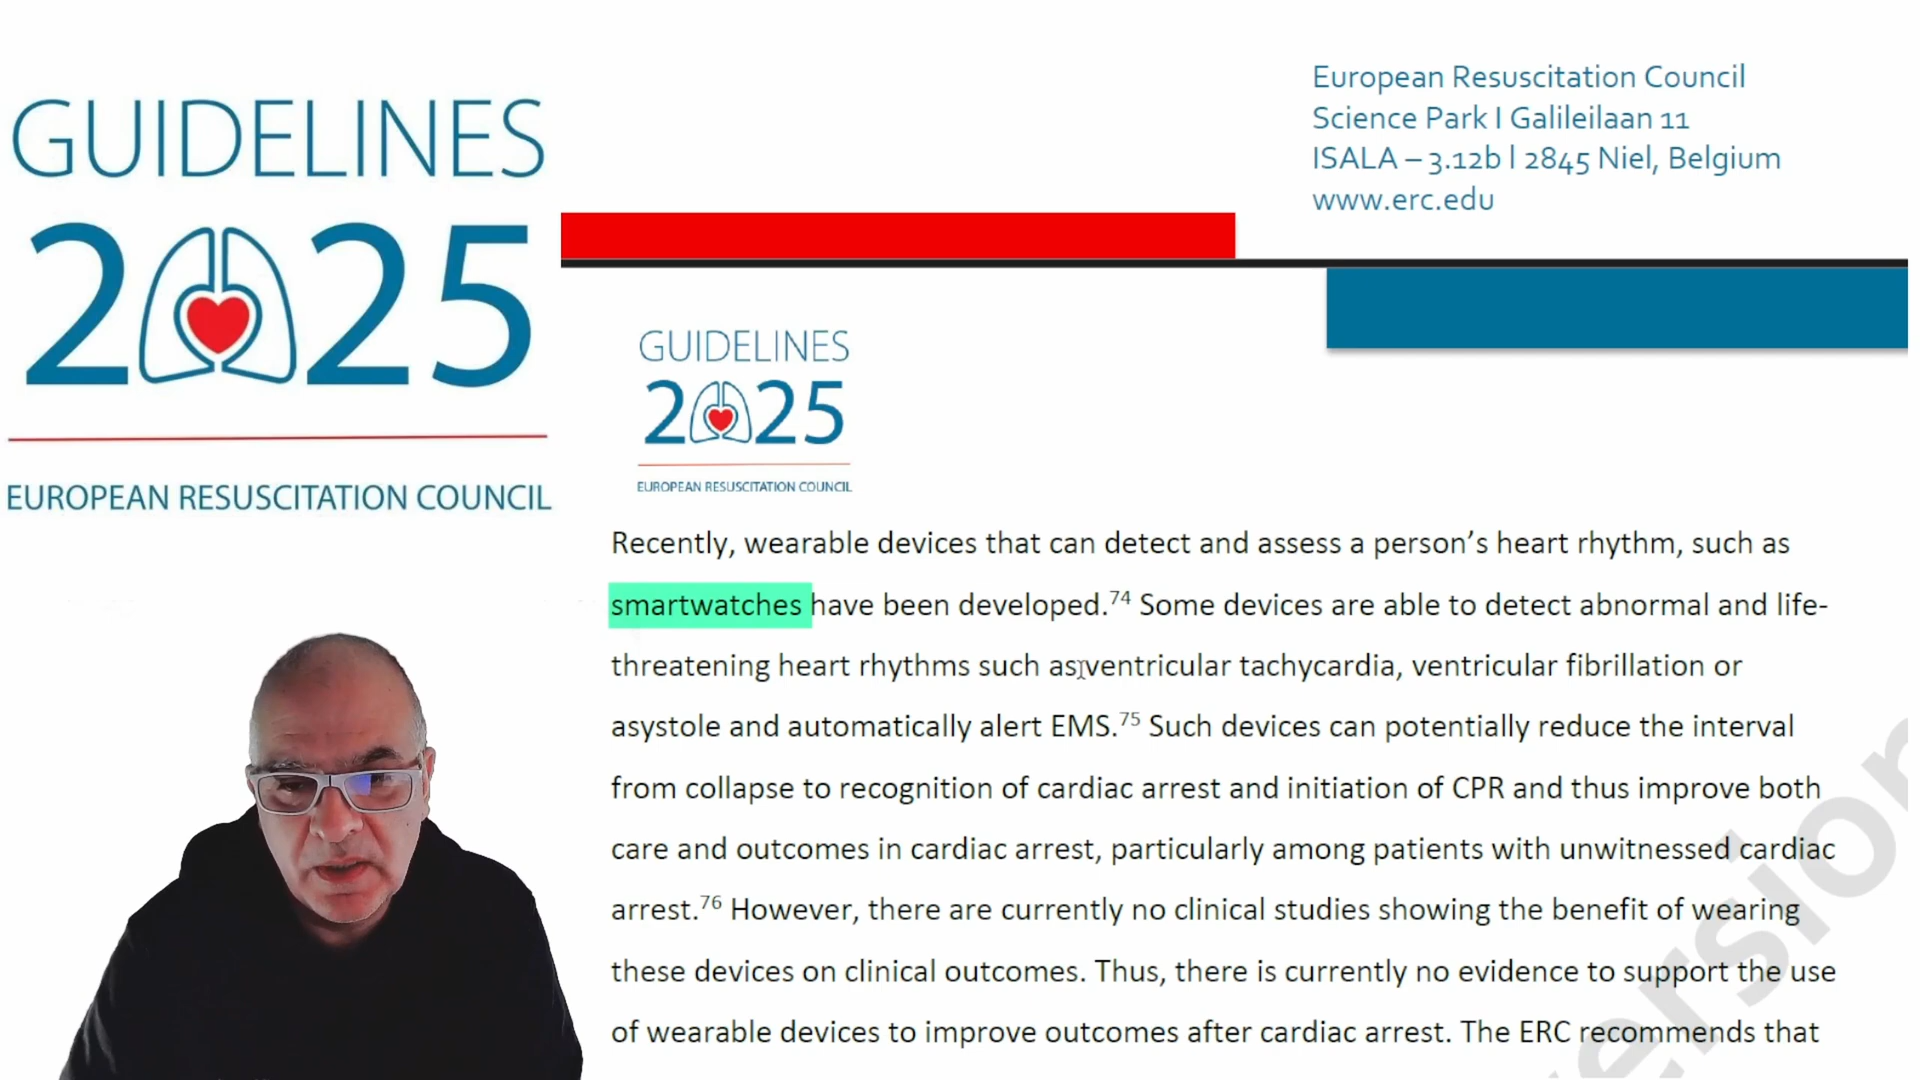 GUIDELINES
2025
EUROPEAN RESUSCITATION COUNCIL
European Resuscitation Council
Science Park I Galileilaan 11
ISALA – 3.12b l 2845 Niel, Belgium
www.erc.edu
GUIDELINES
2025
EUROPEAN RESUSCITATION COUNCIL
Recently, wearable devices that can detect and assess a person’s heart rhythm, such as
smartwatches have been developed.74 Some devices are able to detect abnormal and life-
threatening heart rhythms such as ventricular tachycardia, ventricular fibrillation or
asystole and automatically alert EMS.75 Such devices can potentially reduce the interval
from collapse to recognition of cardiac arrest and initiation of CPR and thus improve both
care and outcomes in cardiac arrest, particularly among patients with unwitnessed cardiac
arrest.76 However, there are currently no clinical studies showing the benefit of wearing
these devices on clinical outcomes. Thus, there is currently no evidence to support the use
of wearable devices to improve outcomes after cardiac arrest. The ERC recommends that